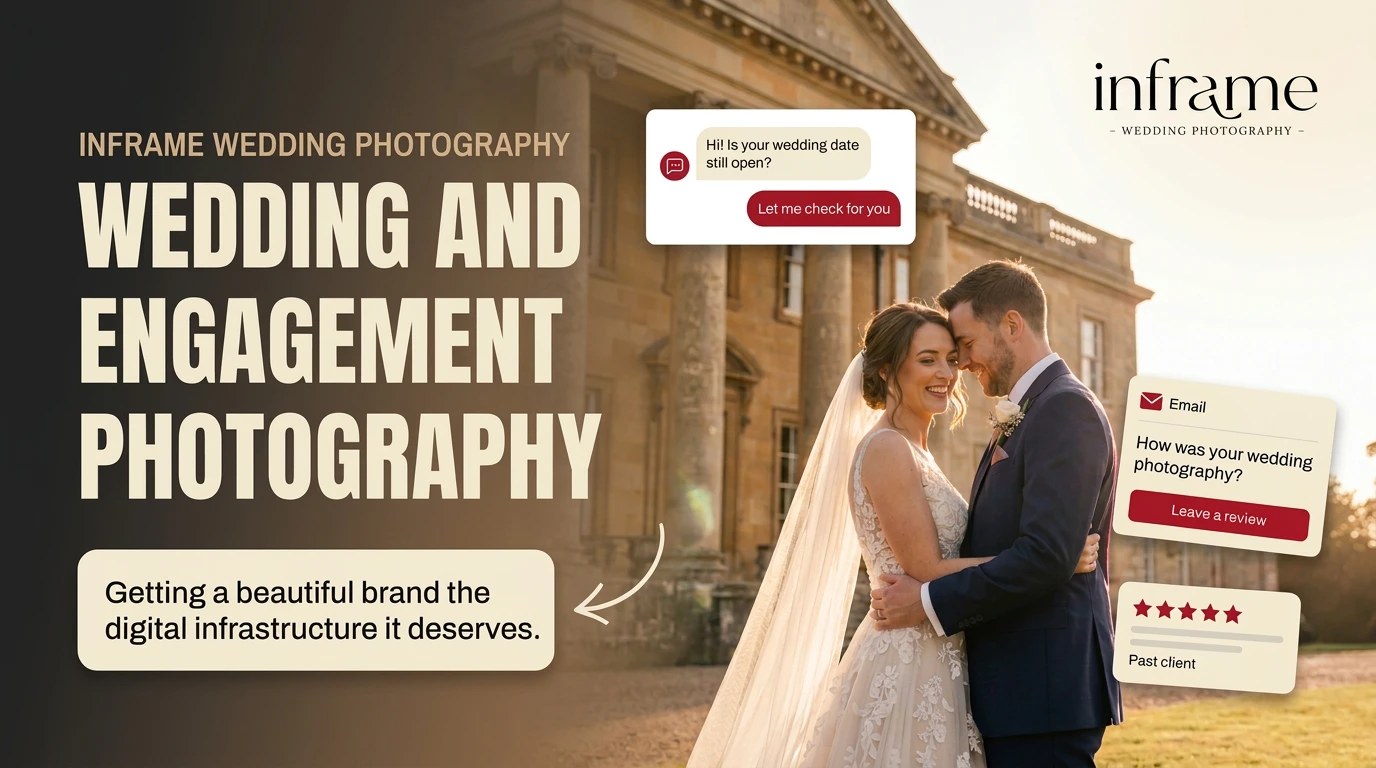 INFRAME WEDDING PHOTOGRAPHY
WEDDING AND
ENGAGEMENT
PHOTOGRAPHY
Getting a beautiful brand the
digital infrastructure it deserves.
Hi! Is your wedding date
still open?
Let me check for you
inframe
- WEDDING PHOTOGRAPHY -
Email
How was your wedding
photography?
Leave a review
Past client